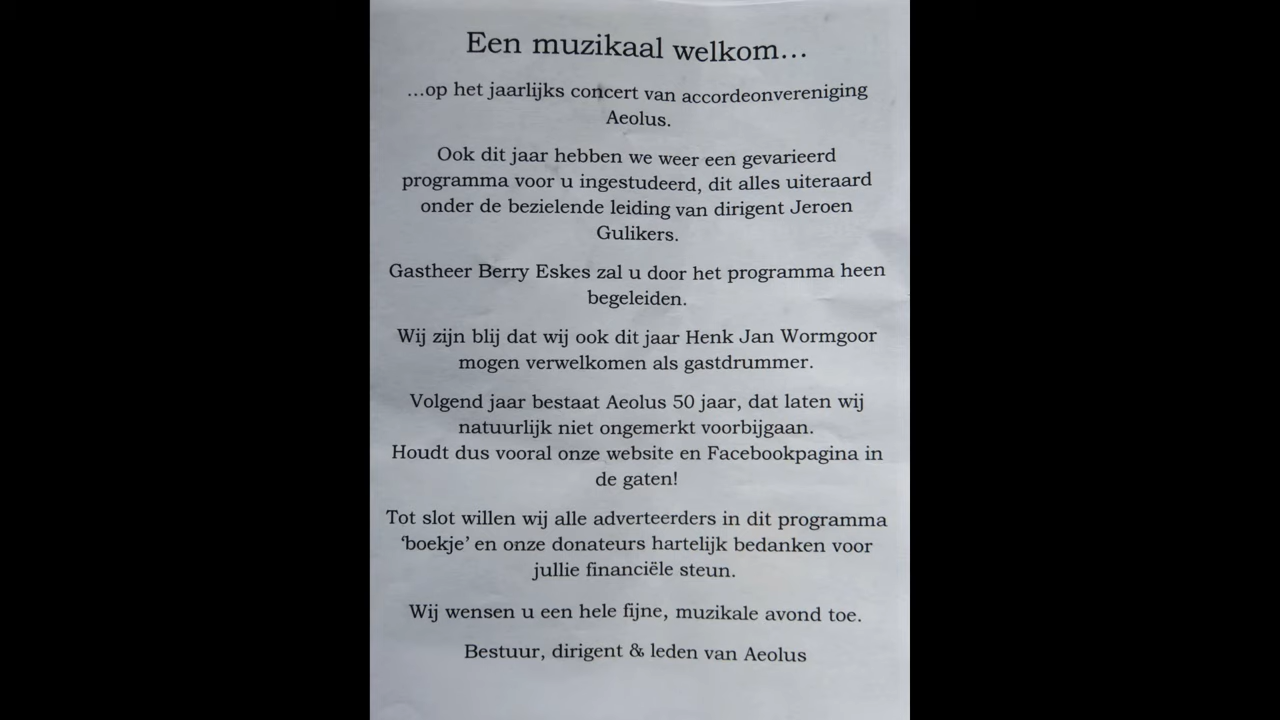 Een muzikaal welkom...
...op het jaarlijks concert van accordeonvereniging
Aeolus.
Ook dit jaar hebben we weer een gevarieerd
programma voor u ingestudeerd, dit alles uiteraard
onder de bezielende leiding van dirigent Jeroen
Gulikers.
Gastheer Berry Eskes zal u door het programma heen
begeleiden.
Wij zijn blij dat wij ook dit jaar Henk Jan Wormgoor
mogen verwelkomen als gastdrummer.
Volgend jaar bestaat Aeolus 50 jaar, dat laten wij
natuurlijk niet ongemerkt voorbijgaan.
Houdt dus vooral onze website en Facebookpagina in
de gaten!
Tot slot willen wij alle adverteerders in dit programma
‘boekje’ en onze donateurs hartelijk bedanken voor
jullie financiële steun.
Wij wensen u een hele fijne, muzikale avond toe.
Bestuur, dirigent & leden van Aeolus